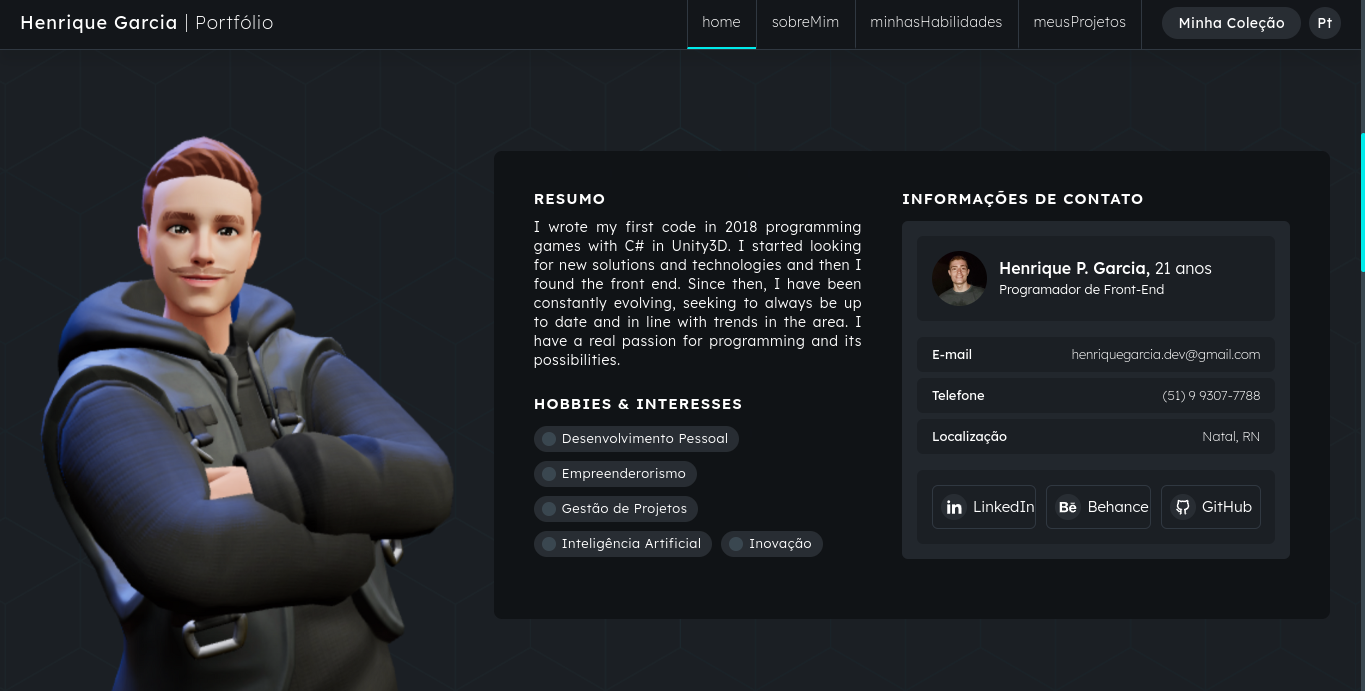 Henrique Garcia | Portfólio
home
sobreMim
minhasHabilidades
meusProjetos
Minha Coleção
Pt
RESUMO
I wrote my first code in 2018 programming
games with C# in Unity3D. I started looking
for new solutions and technologies and then I
found the front end. Since then, I have been
constantly evolving, seeking to always be up
to date and in line with trends in the area. I
have a real passion for programming and its
possibilities.
HOBBIES & INTERESSES
Desenvolvimento Pessoal
Empreenderorismo
Gestão de Projetos
Inteligência Artificial
Inovação
INFORMAÇÕES DE CONTATO
Henrique P. Garcia, 21 anos
Programador de Front-End
E-mail henriquegarcia.dev@gmail.com
Telefone (51) 9 9307-7788
Localização Natal, RN
in LinkedIn
Bē Behance
GitHub